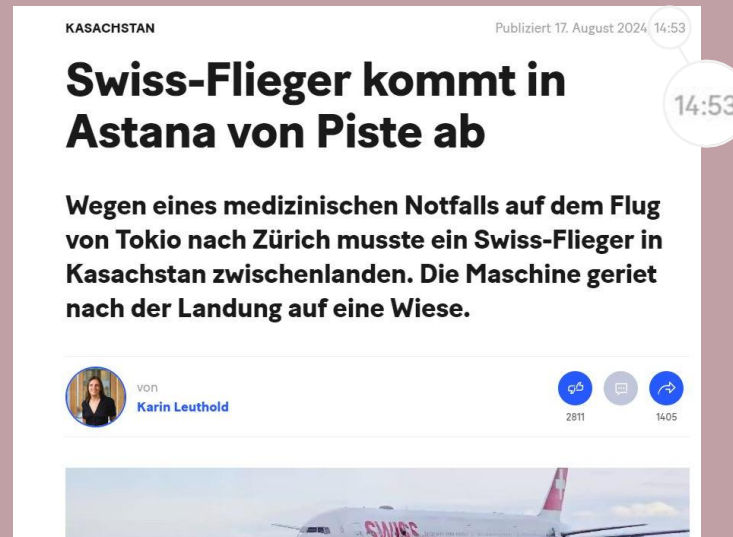 KASACHSTAN
Publiziert 17. August 2024 14:53
14:53
Swiss-Flieger kommt in
Astana von Piste ab
Wegen eines medizinischen Notfalls auf dem Flug
von Tokio nach Zürich musste ein Swiss-Flieger in
Kasachstan zwischenlanden. Die Maschine geriet
nach der Landung auf eine Wiese.
von
Karin Leuthold
2811
1405
SWISS